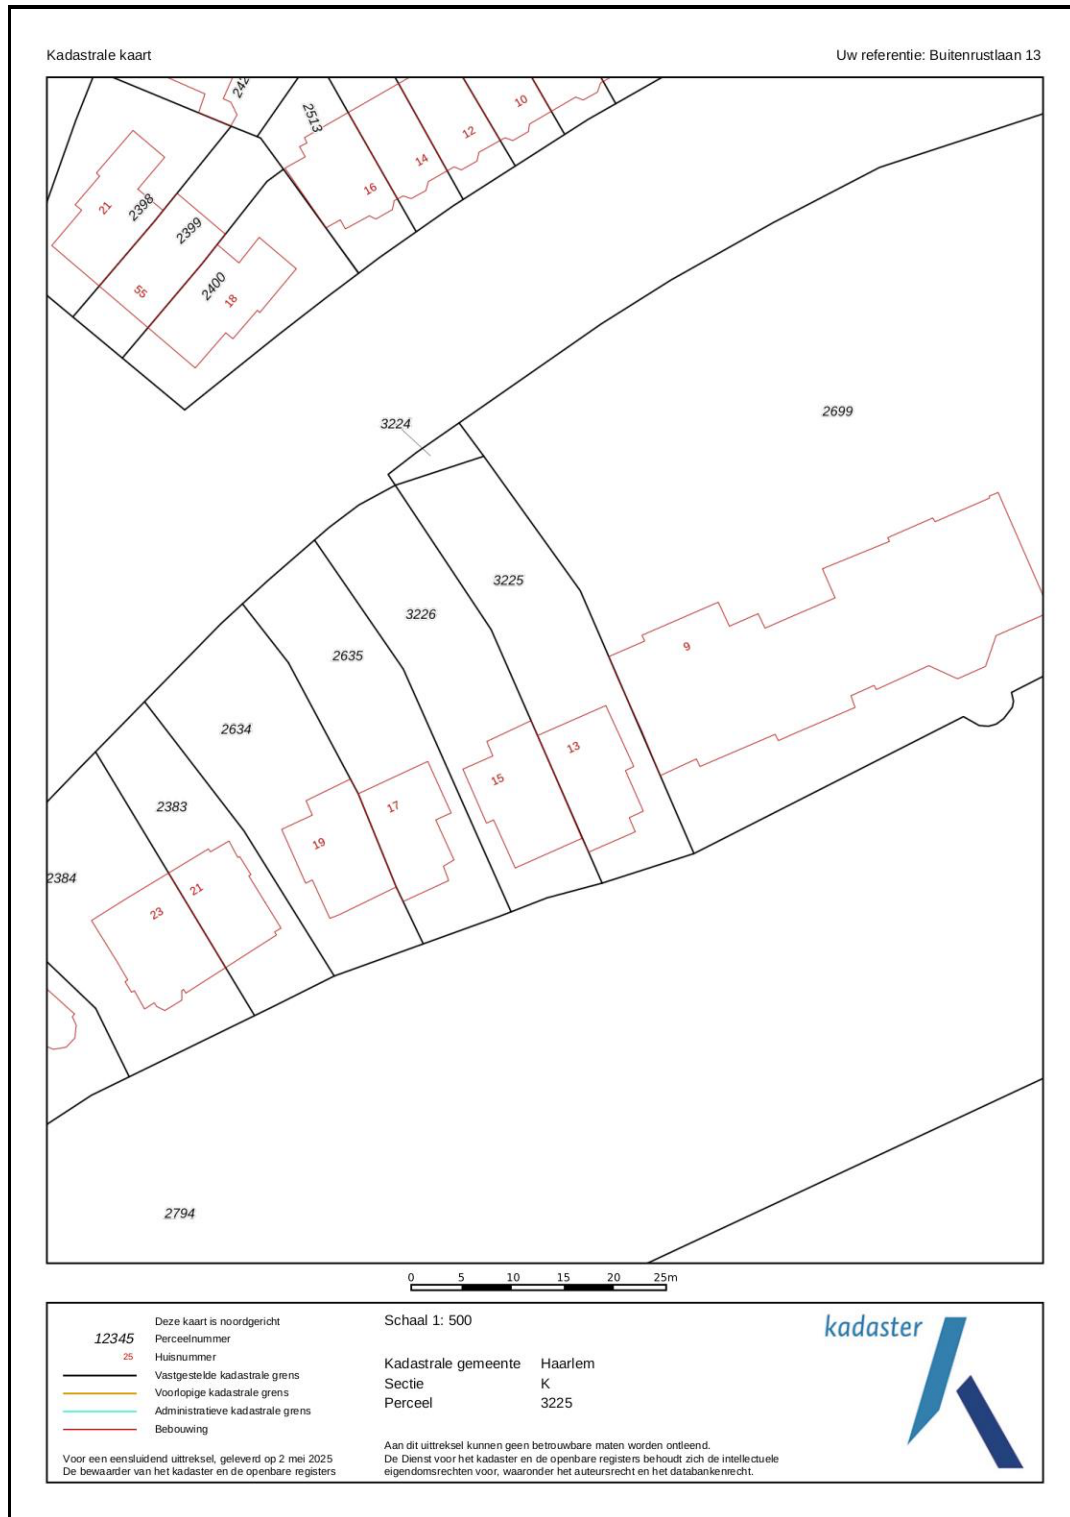 Kadastrale kaart
Uw referentie: Buitenrustlaan 13
2513
10
12
14
16
21
2398
2399
55
2400
18
3224
2699
3225
3226
9
2635
2634
13
15
17
2383
19
2384
21
23
2794
0 5 10 15 20 25m
Deze kaart is noordgericht
12345 Perceelnummer
25 Huisnummer
Vastgestelde kadastrale grens
Voorlopige kadastrale grens
Administratieve kadastrale grens
Bebouwing
Voor een eensluidend uittreksel, geleverd op 2 mei 2025
De bewaarder van het kadaster en de openbare registers
Schaal 1: 500
Kadastrale gemeente Haarlem
Sectie K
Perceel 3225
Aan dit uittreksel kunnen geen betrouwbare maten worden ontleend.
De Dienst voor het kadaster en de openbare registers behoudt zich de intellectuele
eigendomsrechten voor, waaronder het auteursrecht en het databankenrecht.
kadaster